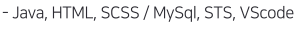 - Java, HTML, SCSS / MySql, STS, VScode